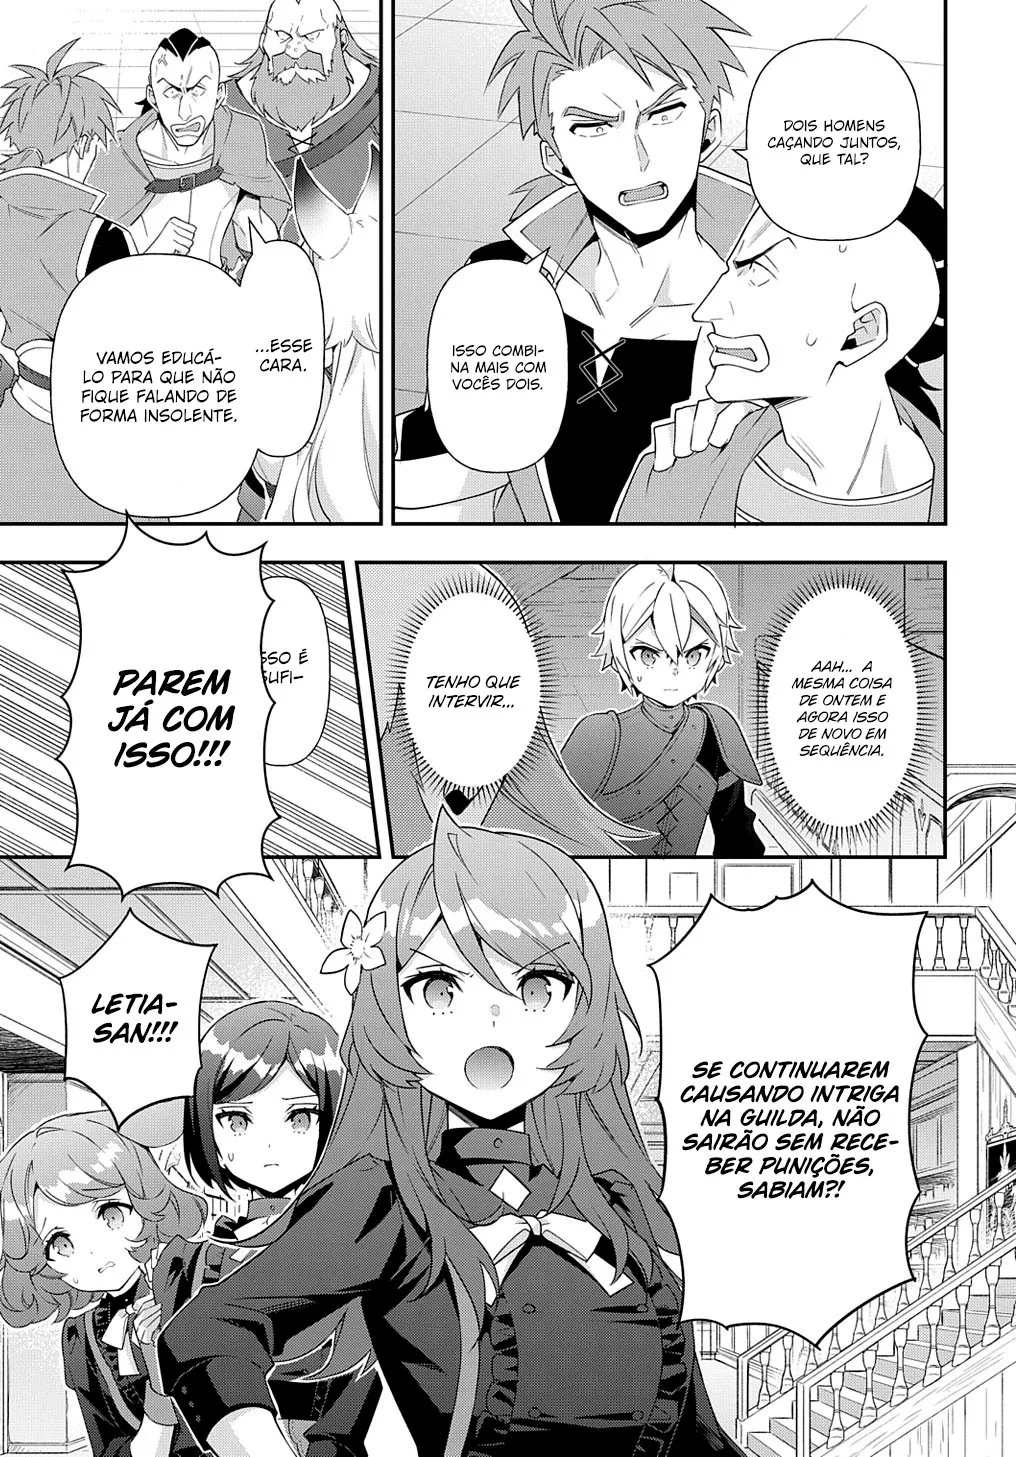 DOIS HOMENS
CAÇANDO JUNTOS,
QUE TAL?
ISSO COMBI-
NA MAIS COM
VOCÊS DOIS.
...ESSE
CARA.
VAMOS EDUCÁ-
LO PARA QUE NÃO
FIQUE FALANDO DE
FORMA INSOLENTE.
AAH... A
MESMA COISA
DE ONTEM E
AGORA ISSO
DE NOVO EM
SEQUÊNCIA.
TENHO QUE
INTERVIR...
SSO É
SUFI-
PAREM
JÁ COM
ISSO!!!
SE CONTINUAREM
CAUSANDO INTRIGA
NA GUILDA, NÃO
SAIRÃO SEM RECE-
BER PUNIÇÕES,
SABIAM?!
LETIA-
SAN!!!